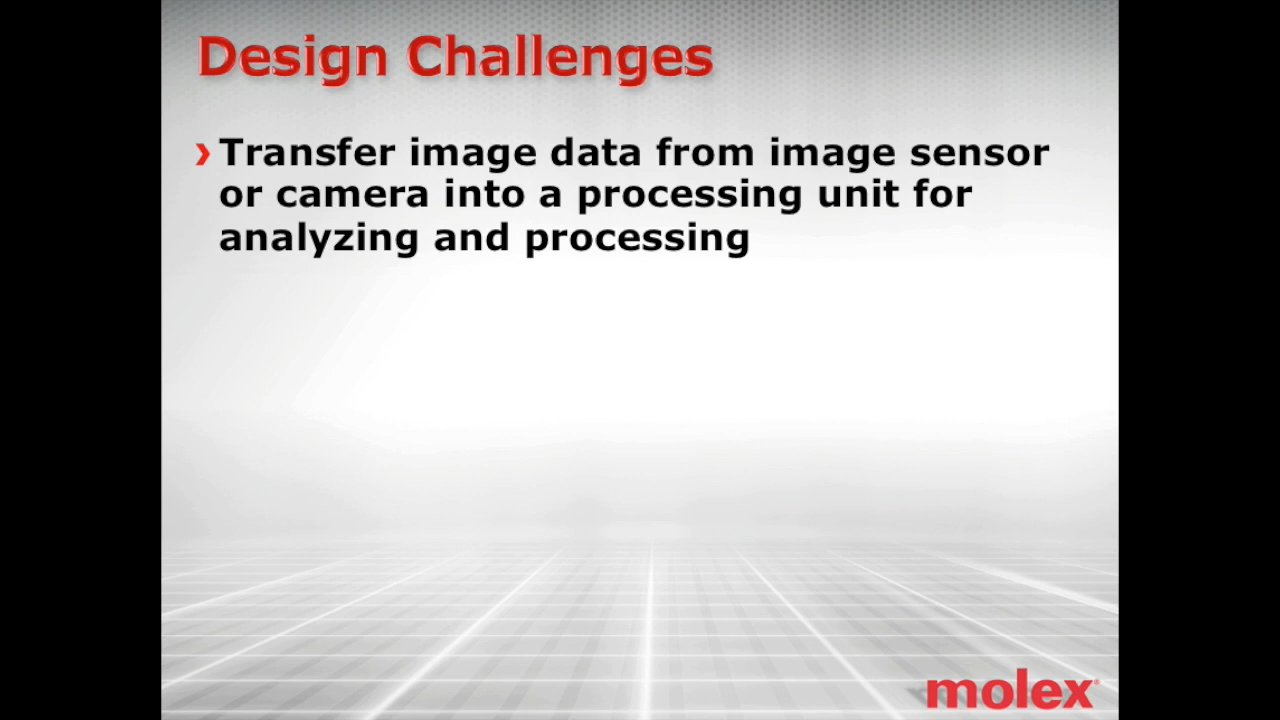 Design Challenges
› Transfer image data from image sensor
or camera into a processing unit for
analyzing and processing
molex®